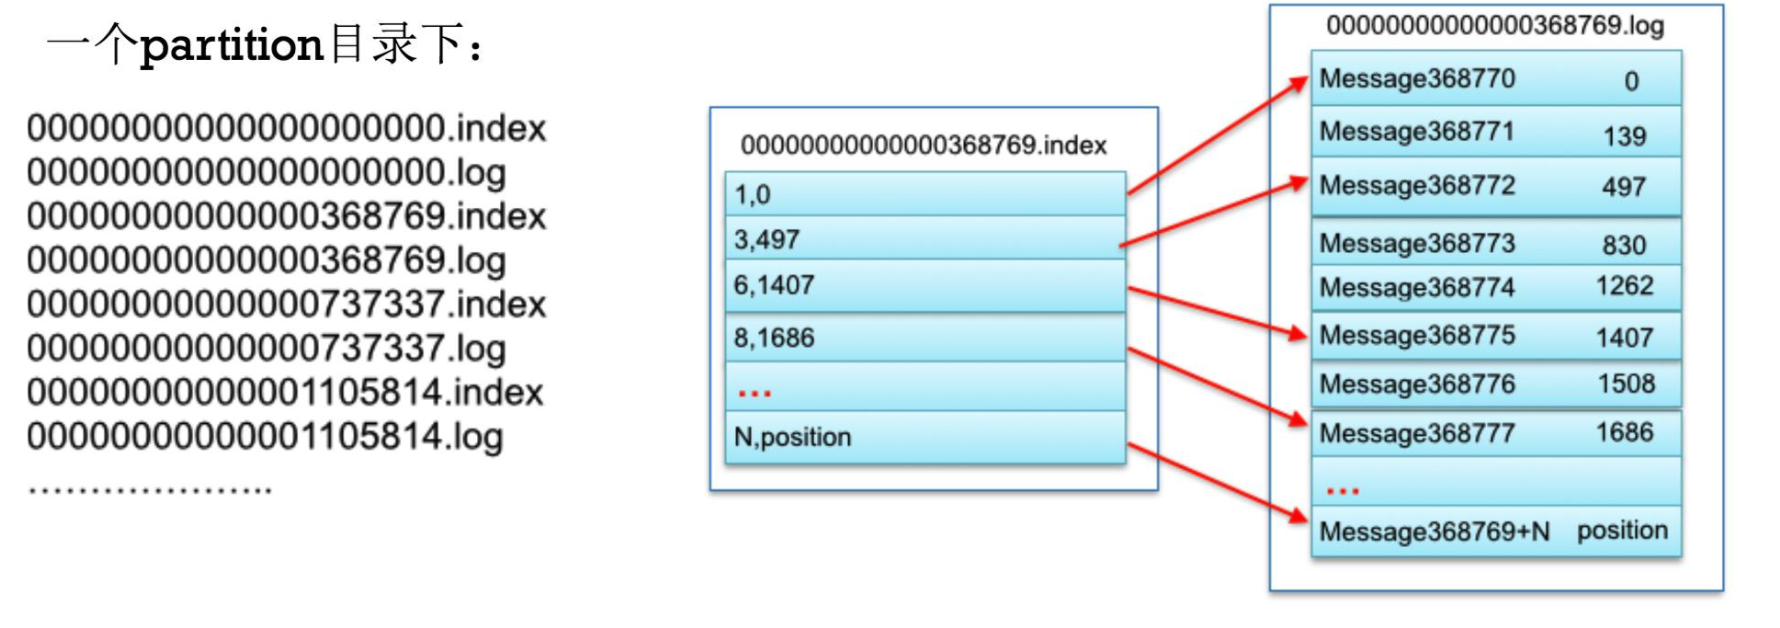 一个partition目录下：
00000000000000000000.index
00000000000000000000.log
00000000000000368769.index
00000000000000368769.log
00000000000000737337.index
00000000000000737337.log
00000000000001105814.index
00000000000001105814.log
………………..
00000000000000368769.index
1,0
3,497
6,1407
8,1686
...
N,position
00000000000000368769.log
Message368770 0
Message368771 139
Message368772 497
Message368773 830
Message368774 1262
Message368775 1407
Message368776 1508
Message368777 1686
...
Message368769+N position